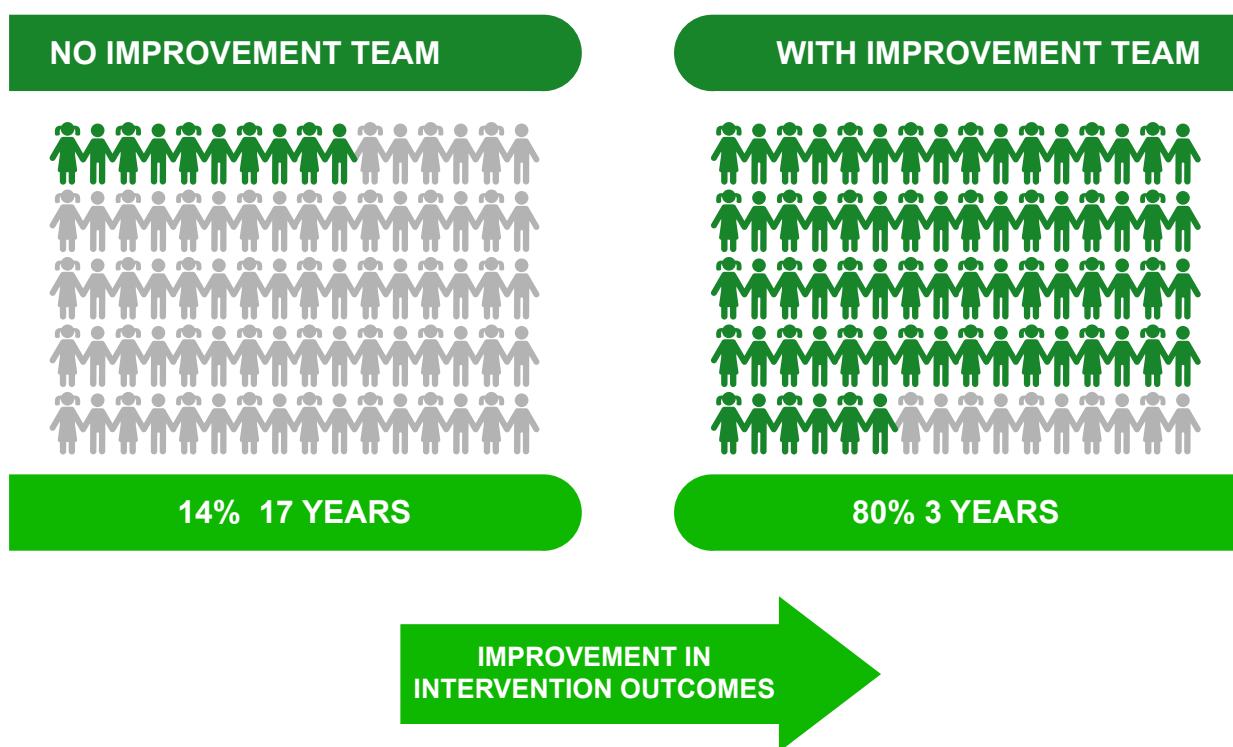 NO IMPROVEMENT TEAM
WITH IMPROVEMENT TEAM
14%  17 YEARS
80% 3 YEARS
IMPROVEMENT IN
INTERVENTION OUTCOMES